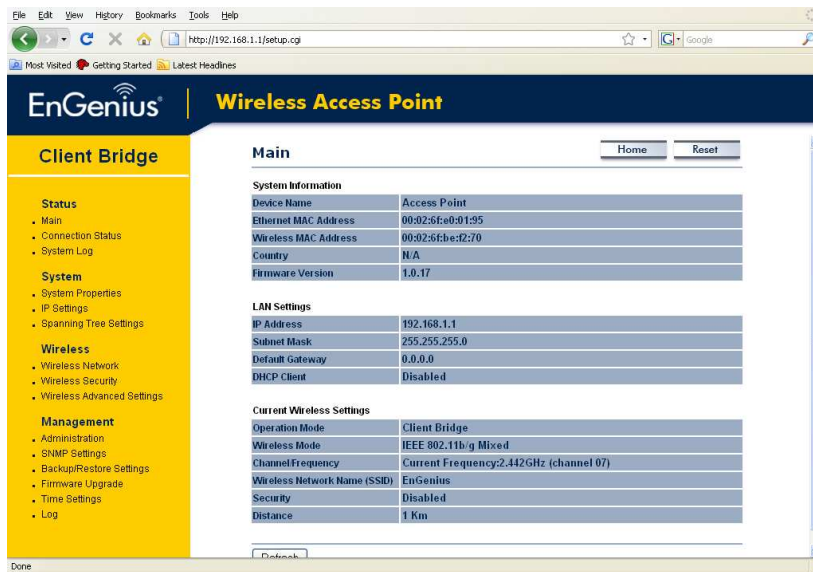 File Edit View History Bookmarks Tools Help
http://192.168.1.1/setup.cgi
G Google
Most Visited Getting Started Latest Headlines
EnGenius® Wireless Access Point
Client Bridge
Status
Main
Connection Status
System Log
System
System Properties
IP Settings
Spanning Tree Settings
Wireless
Wireless Network
Wireless Security
Wireless Advanced Settings
Management
Administration
SNMP Settings
Backup/Restore Settings
Firmware Upgrade
Time Settings
Log
Main Home Reset
System Information
Device Name Access Point
Ethernet MAC Address 00:02:6f:e0:01:95
Wireless MAC Address 00:02:6f:be:f2:70
Country N/A
Firmware Version 1.0.17
LAN Settings
IP Address 192.168.1.1
Subnet Mask 255.255.255.0
Default Gateway 0.0.0.0
DHCP Client Disabled
Current Wireless Settings
Operation Mode Client Bridge
Wireless Mode IEEE 802.11b/g Mixed
Channel/Frequency Current Frequency:2.442GHz (channel 07)
Wireless Network Name (SSID) EnGenius
Security Disabled
Distance 1 Km
Refresh
Done